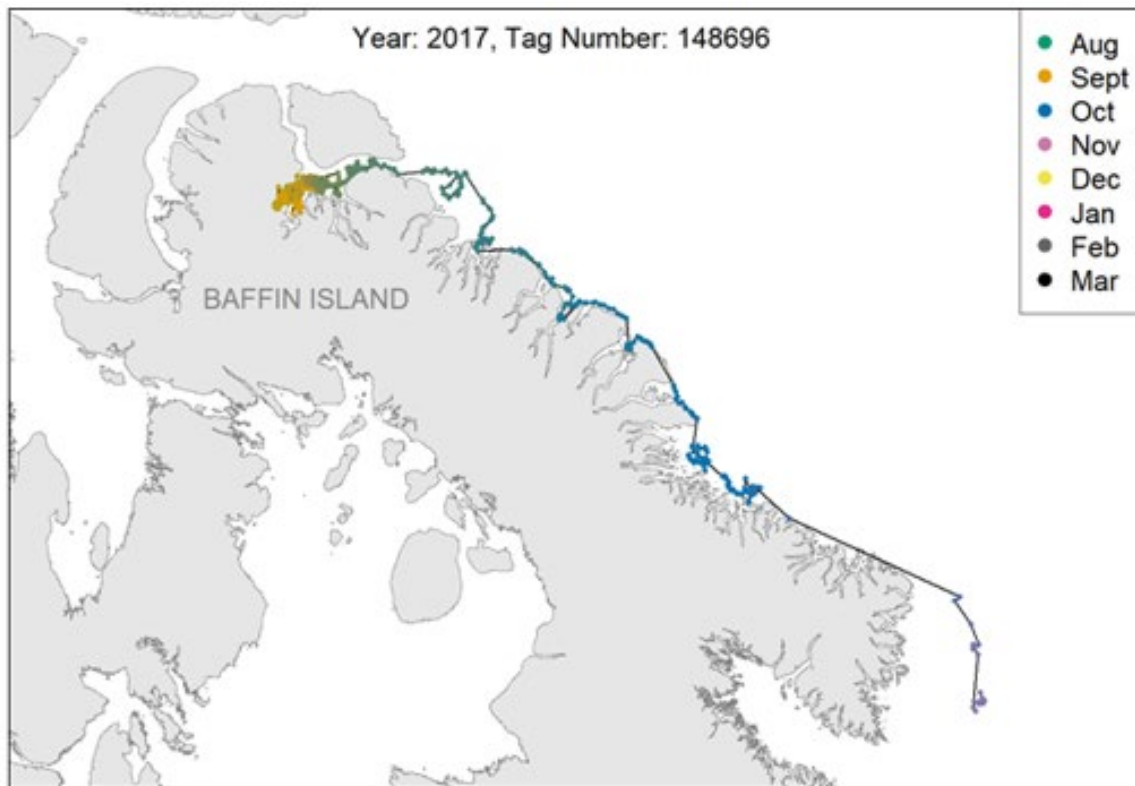 Year: 2017, Tag Number: 148696
Aug
Sept
Oct
Nov
Dec
Jan
Feb
Mar
BAFFIN ISLAND